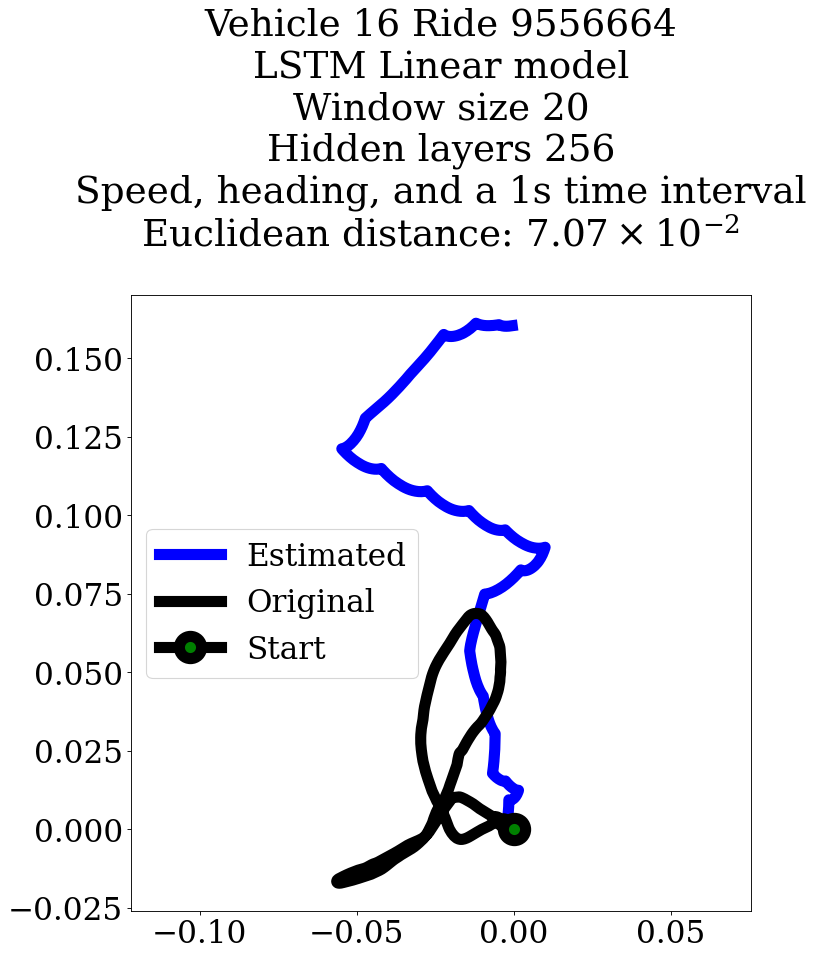 Vehicle 16 Ride 9556664
LSTM Linear model
Window size 20
Hidden layers 256
Speed, heading, and a 1s time interval
Euclidean distance: 7.07 × 10⁻²
0.150
0.125
0.100
0.075
0.050
0.025
0.000
−0.025
Estimated
Original
Start
−0.10
−0.05
0.00
0.05